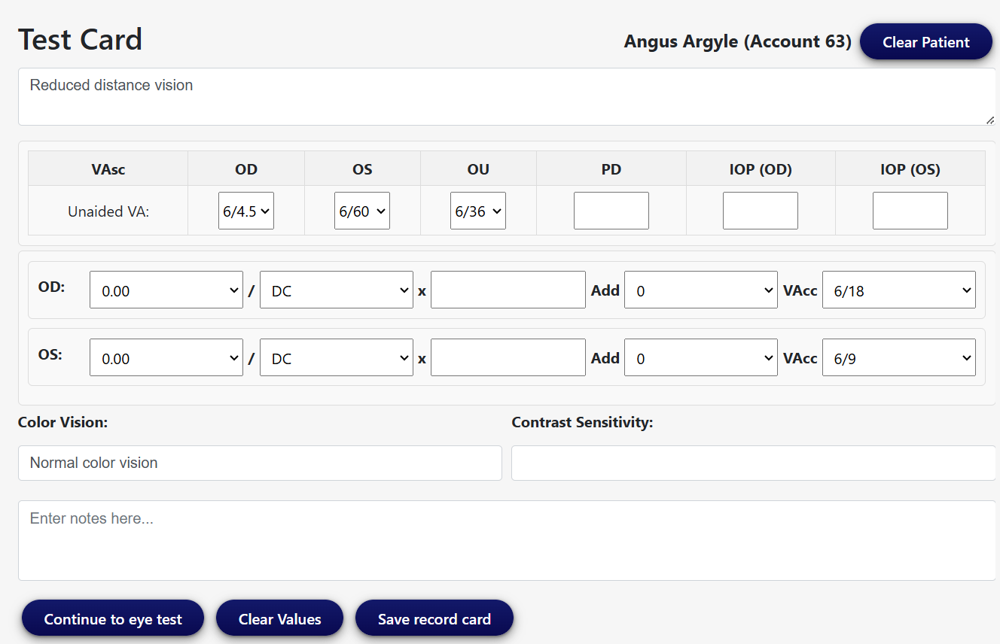 Test Card
Angus Argyle (Account 63)
Clear Patient
Reduced distance vision
VAsc OD OS OU PD IOP (OD) IOP (OS)
Unaided VA: 6/4.5 6/60 6/36
OD: 0.00 / DC x Add 0 VAcc 6/18
OS: 0.00 / DC x Add 0 VAcc 6/9
Color Vision: Contrast Sensitivity:
Normal color vision
Enter notes here...
Continue to eye test Clear Values Save record card